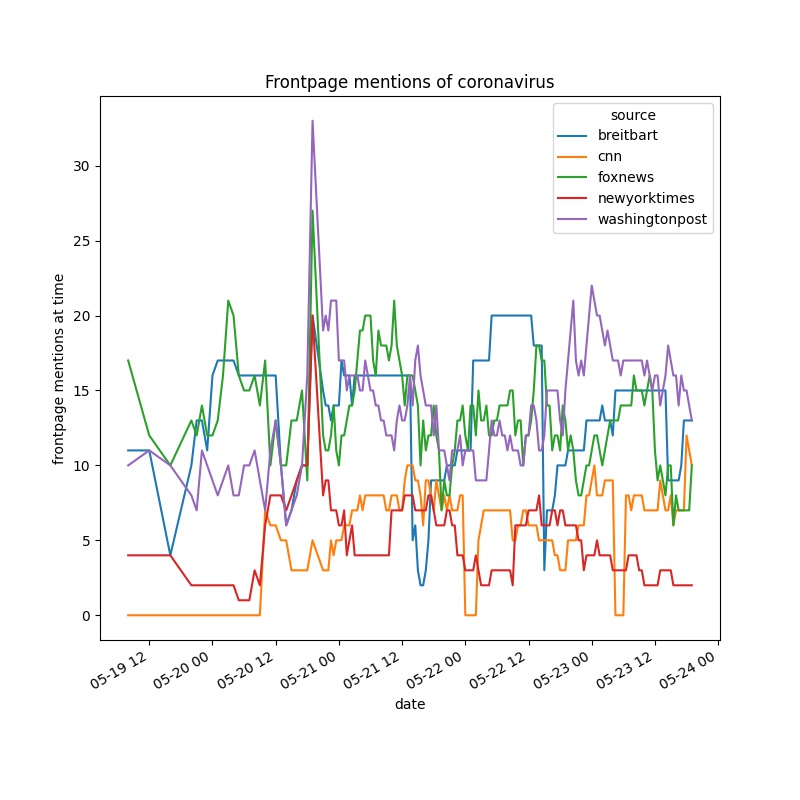 Frontpage mentions of coronavirus
source
breitbart
cnn
foxnews
newyorktimes
washingtonpost
frontpage mentions at time
30
25
20
15
10
5
0
05-19 12
05-20 00
05-20 12
05-21 00
05-21 12
05-22 00
05-22 12
05-23 00
05-23 12
05-24 00
date